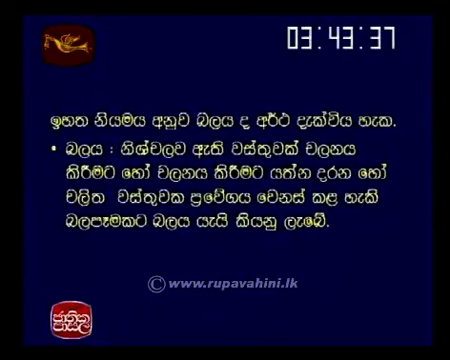 03:43:37
ඉහත නියමය අනුව බලය ද අර්ථ දැක්විය හැක.
• බලය : නිශ්චලව ඇති වස්තුවක් චලනය
කිරීමට හෝ චලනය කිරීමට යත්න දරන හෝ
චලිත වස්තුවක ප්‍රවේගය වෙනස් කළ හැකි
බලපෑමකට බලය යැයි කියනු ලැබේ.
© www.rupavahini.lk
ජාතික
පාසල